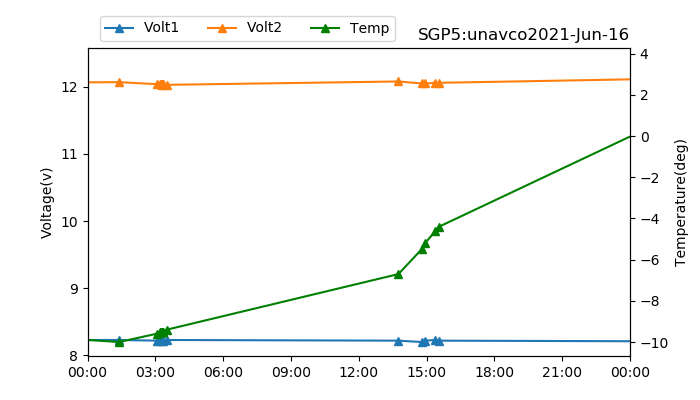 Volt1 Volt2 Temp
SGP5:unavco2021-Jun-16
Voltage(v)
12
11
10
9
8
4
2
0
−2
−4
−6
−8
−10
Temperature(deg)
00:00 03:00 06:00 09:00 12:00 15:00 18:00 21:00 00:00